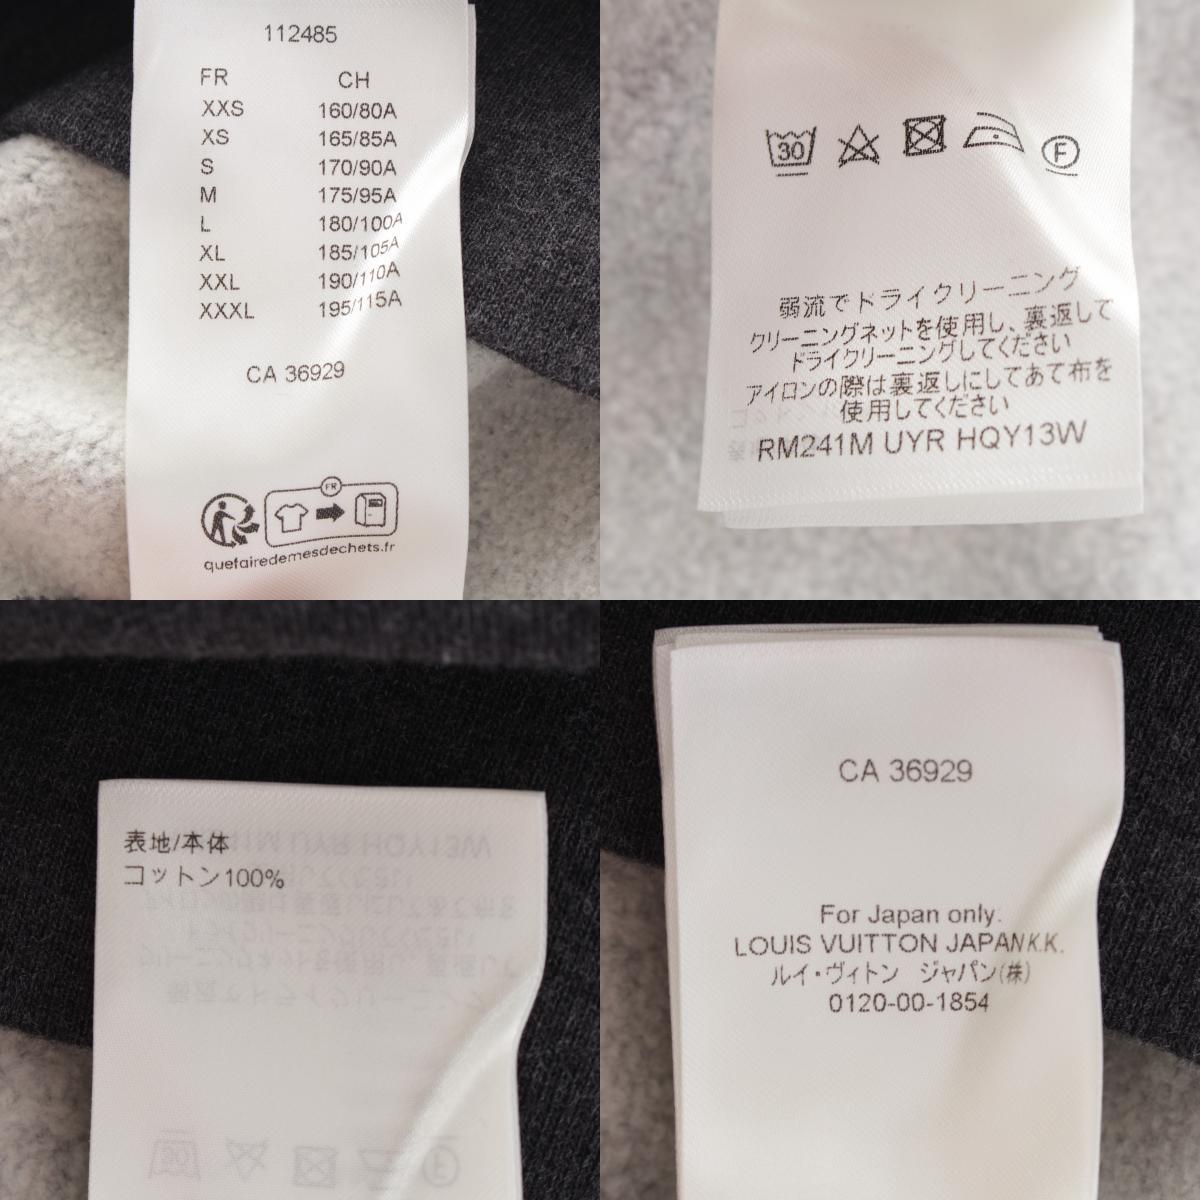 112485
FR CH
XXS 160/80A
XS 165/85A
S 170/90A
M 175/95A
L 180/100A
XL 185/105A
XXL 190/110A
XXXL 195/115A
CA 36929
FR
quefairedemesdechets.fr
30
F
弱流でドライクリーニング
クリーニングネットを使用し、裏返して
ドライクリーニングしてください
アイロンの際は裏返しにしてあて布を
使用してください
RM241M UYR HQY13W
表地/本体
コットン100%
CA 36929
For Japan only:
LOUIS VUITTON JAPAN K.K.
ルイ・ヴィトン ジャパン(株)
0120-00-1854